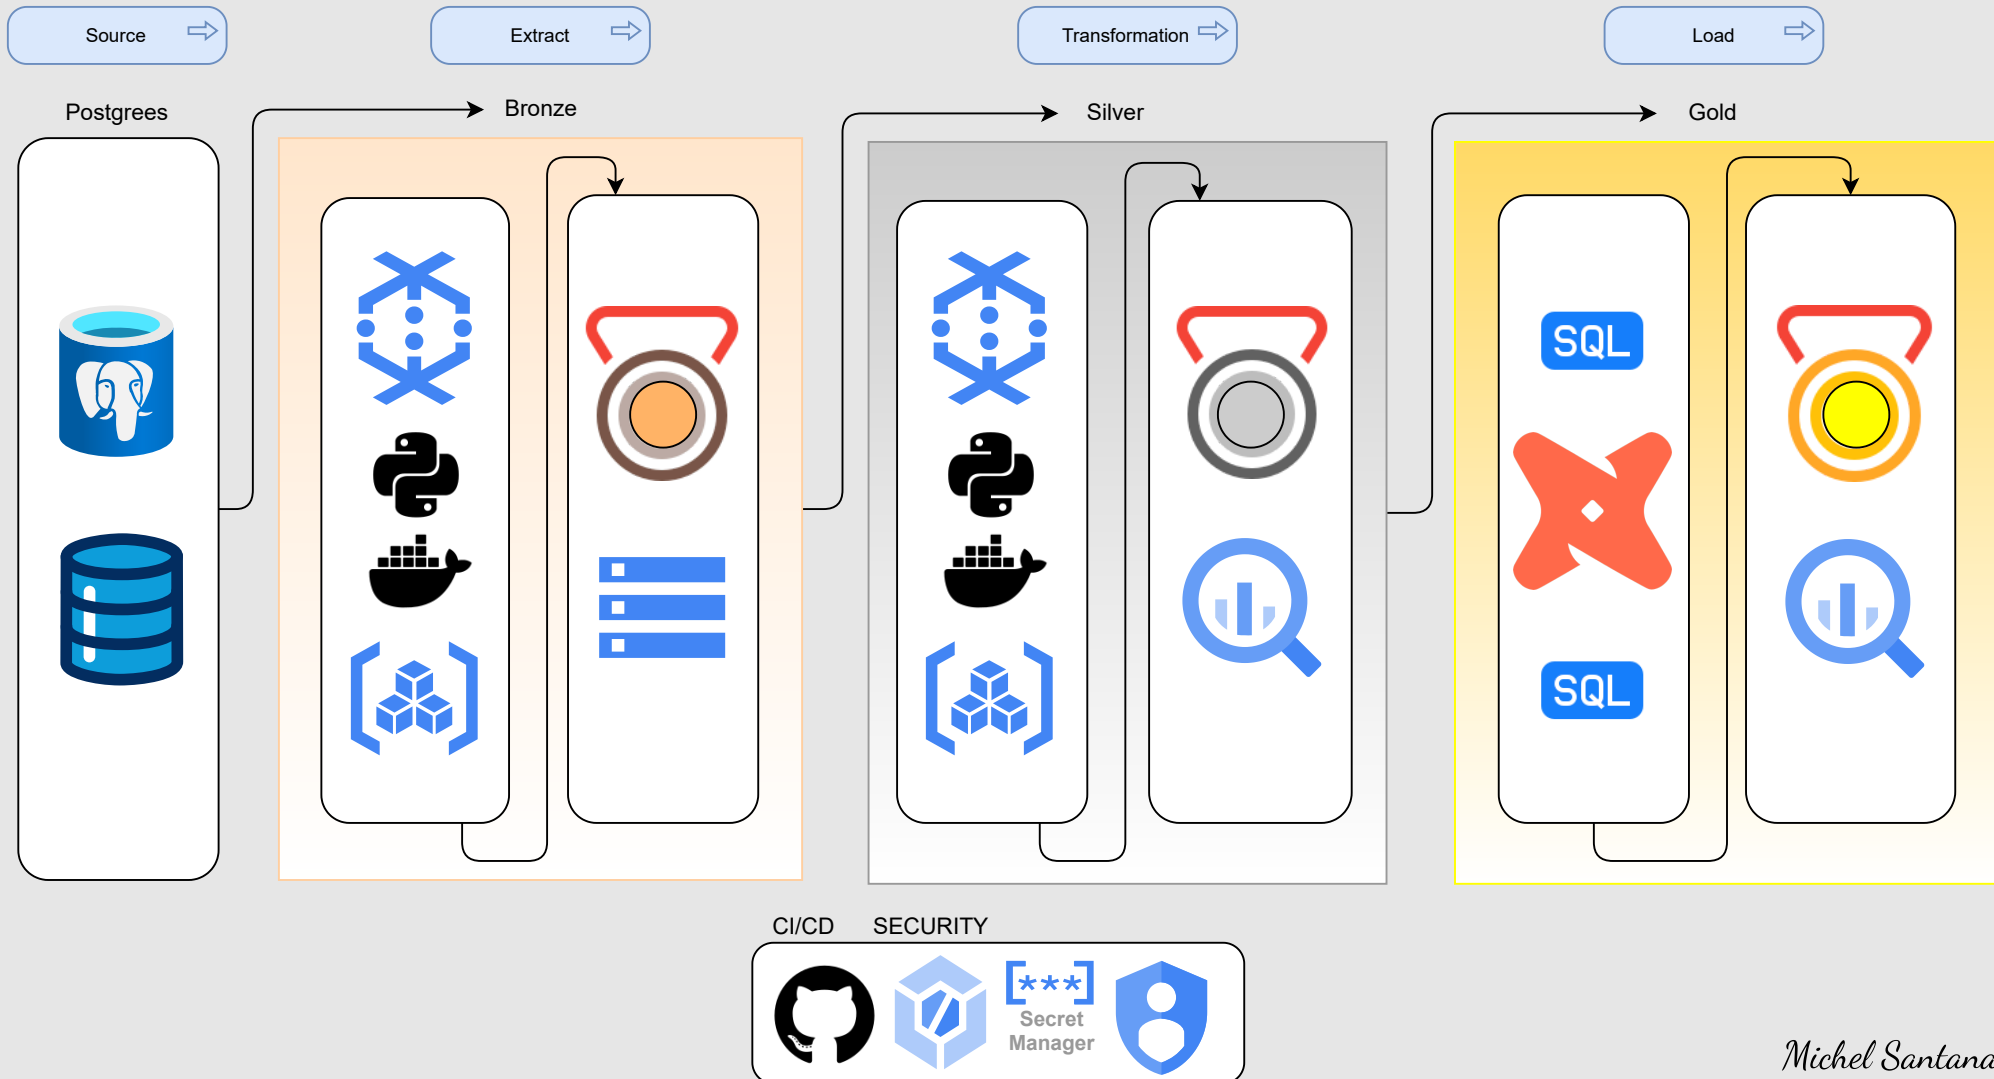 Source
Extract
Transformation
Load
Postgrees
Bronze
Silver
Gold
SQL
SQL
CI/CD
SECURITY
[***]
Secret
Manager
Michel Santana